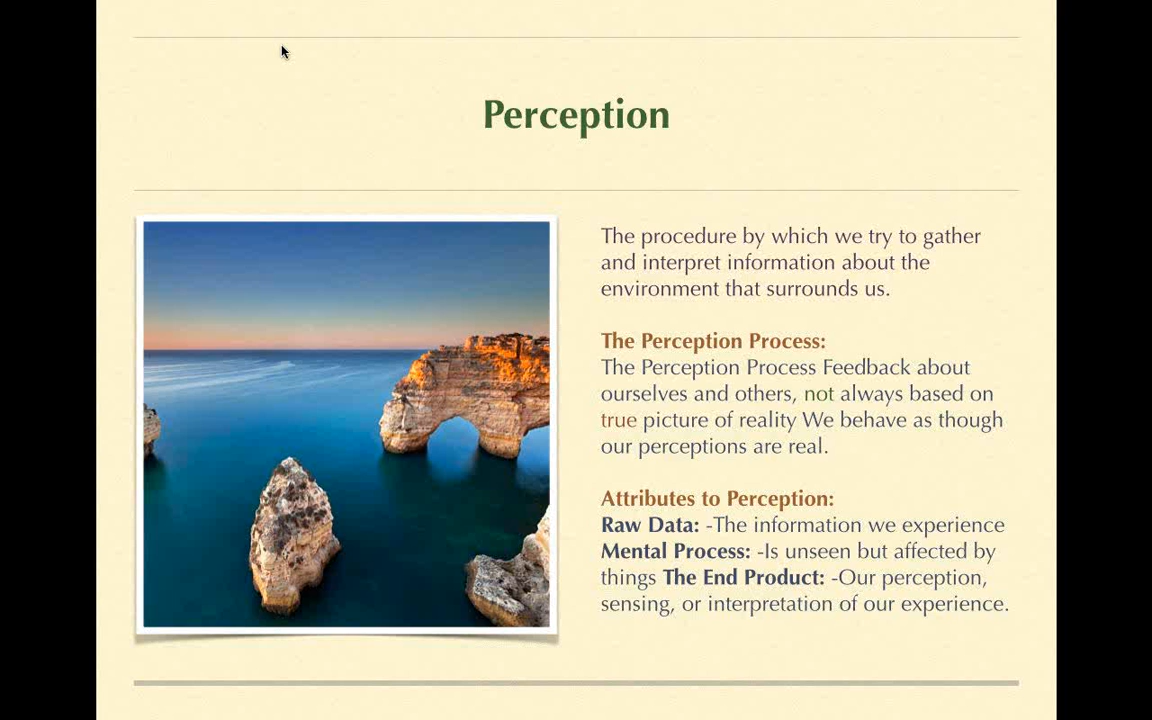 Perception
The procedure by which we try to gather
and interpret information about the
environment that surrounds us.
The Perception Process:
The Perception Process Feedback about
ourselves and others, not always based on
true picture of reality We behave as though
our perceptions are real.
Attributes to Perception:
Raw Data: -The information we experience
Mental Process: -Is unseen but affected by
things The End Product: -Our perception,
sensing, or interpretation of our experience.